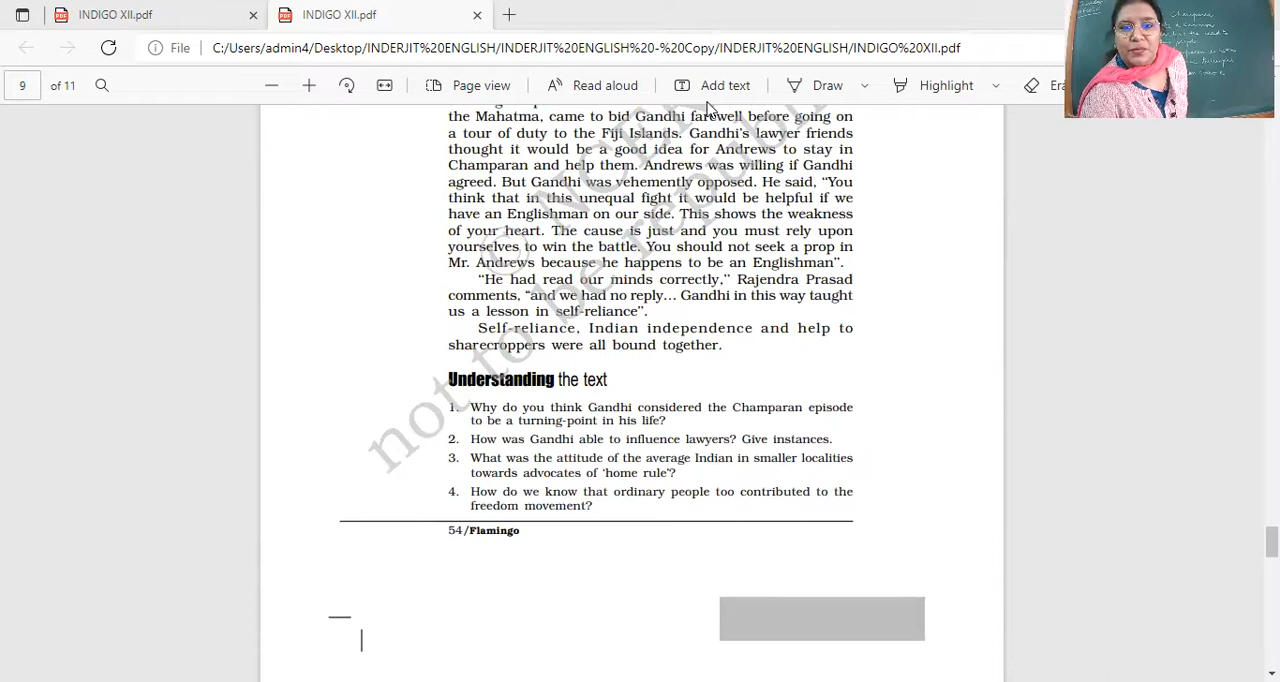 INDIGO XII.pdf
INDIGO XII.pdf
File
C:/Users/admin4/Desktop/INDERJIT%20ENGLISH/INDERJIT%20ENGLISH%20-%20Copy/INDERJIT%20ENGLISH/INDIGO%20XII.pdf
9 of 11
Page view
Read aloud
Add text
Draw
Highlight
the Mahatma, came to bid Gandhi farewell before going on
a tour of duty to the Fiji Islands. Gandhi's lawyer friends
thought it would be a good idea for Andrews to stay in
Champaran and help them. Andrews was willing if Gandhi
agreed. But Gandhi was vehemently opposed. He said, “You
think that in this unequal fight it would be helpful if we
have an Englishman on our side. This shows the weakness
of your heart. The cause is just and you must rely upon
yourselves to win the battle. You should not seek a prop in
Mr. Andrews because he happens to be an Englishman”.
“He had read our minds correctly,” Rajendra Prasad
comments, “and we had no reply… Gandhi in this way taught
us a lesson in self-reliance”.
Self-reliance, Indian independence and help to
sharecroppers were all bound together.
Understanding the text
1. Why do you think Gandhi considered the Champaran episode
to be a turning-point in his life?
2. How was Gandhi able to influence lawyers? Give instances.
3. What was the attitude of the average Indian in smaller localities
towards advocates of ‘home rule’?
4. How do we know that ordinary people too contributed to the
freedom movement?
54/Flamingo
not to be republi